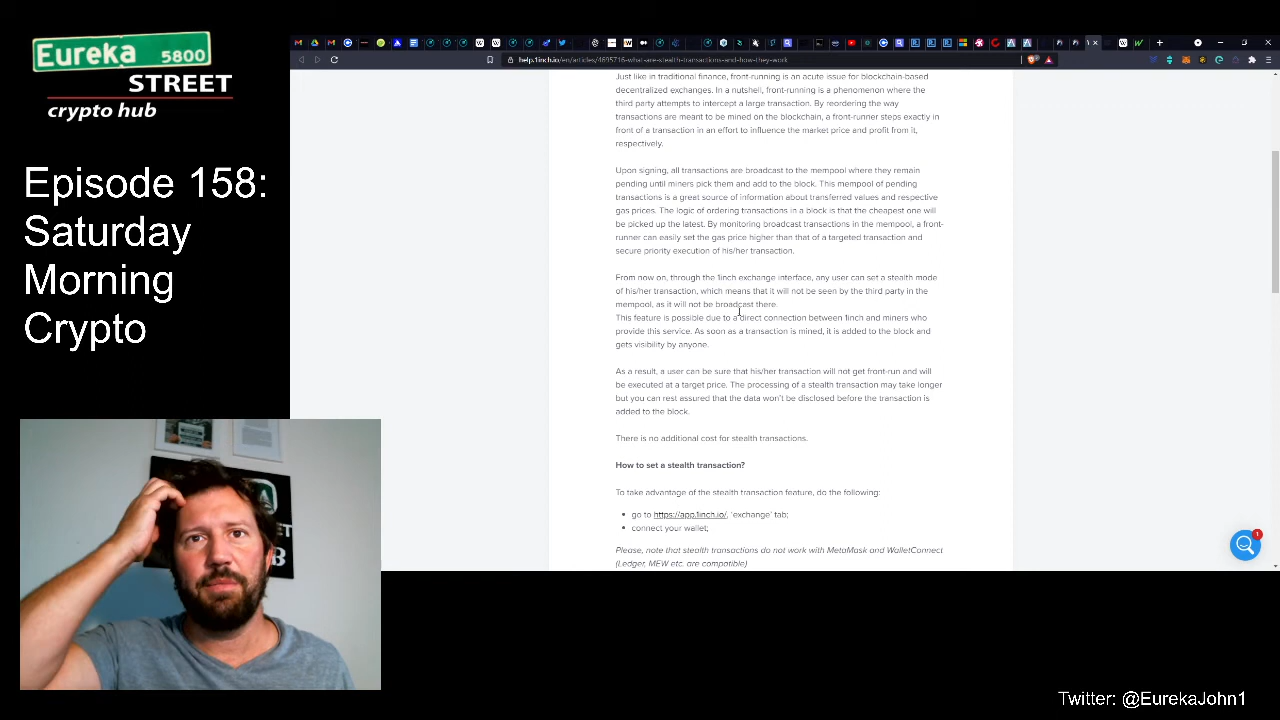 Eureka 5800
STREET
crypto hub
Episode 158:
Saturday
Morning
Crypto
help.1inch.io/en/articles/4695716-what-are-stealth-transactions-and-how-they-work
Just like in traditional finance, front-running is an acute issue for blockchain-based
decentralized exchanges. In a nutshell, front-running is a phenomenon where the
third party attempts to intercept a large transaction. By reordering the way
transactions are meant to be mined on the blockchain, a front-runner steps exactly in
front of a transaction in an effort to influence the market price and profit from it,
respectively.
Upon signing, all transactions are broadcast to the mempool where they remain
pending until miners pick them and add to the block. This mempool of pending
transactions is a great source of information about transferred values and respective
gas prices. The logic of ordering transactions in a block is that the cheapest one will
be picked up the latest. By monitoring broadcast transactions in the mempool, a front-
runner can easily set the gas price higher than that of a targeted transaction and
secure priority execution of his/her transaction.
From now on, through the 1inch exchange interface, any user can set a stealth mode
of his/her transaction, which means that it will not be seen by the third party in the
mempool, as it will not be broadcast there.
This feature is possible due to a direct connection between 1inch and miners who
provide this service. As soon as a transaction is mined, it is added to the block and
gets visibility by anyone.
As a result, a user can be sure that his/her transaction will not get front-run and will
be executed at a target price. The processing of a stealth transaction may take longer
but you can rest assured that the data won't be disclosed before the transaction is
added to the block.
There is no additional cost for stealth transactions.
How to set a stealth transaction?
To take advantage of the stealth transaction feature, do the following:
go to https://app.1inch.io/, 'exchange' tab;
connect your wallet;
Please, note that stealth transactions do not work with MetaMask and WalletConnect
(Ledger, MEW etc. are compatible)
1
Twitter: @EurekaJohn1